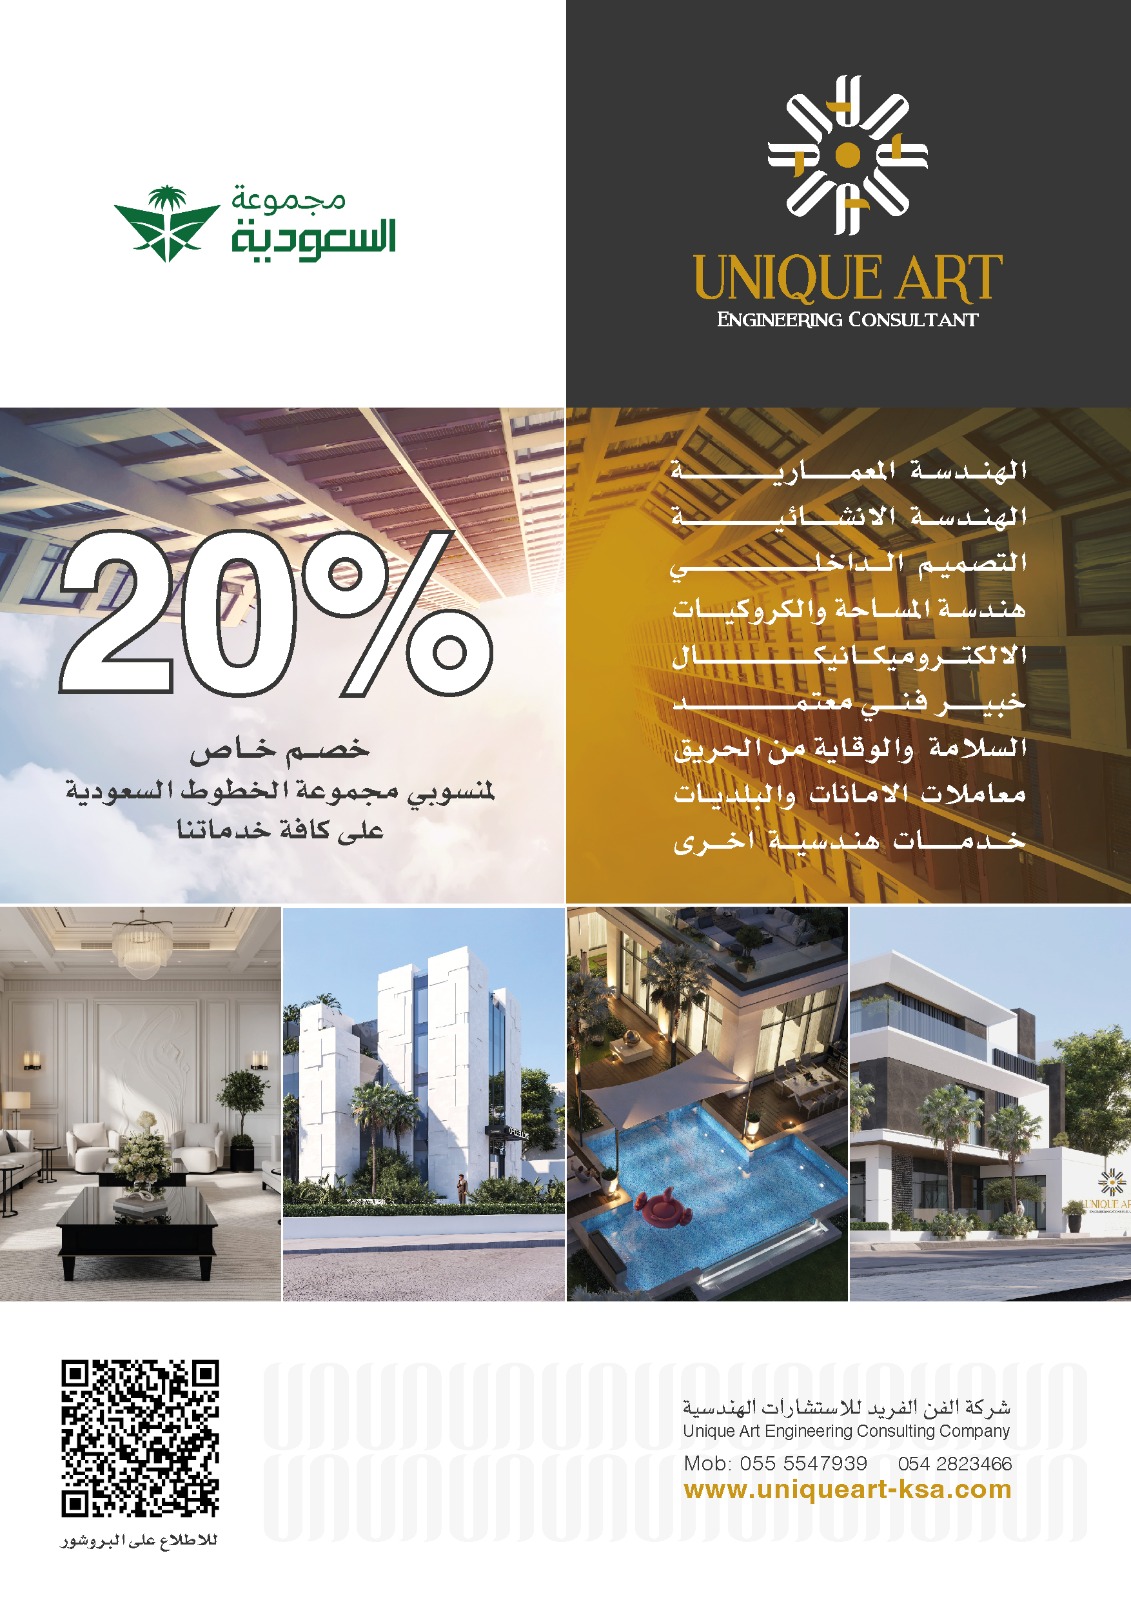 مجموعة
السعودية
UNIQUE ART
ENGINEERING CONSULTANT
الهندسة المعمارية
الهندسة الانشائية
التصميم الداخلي
هندسة المساحة والكروكيات
الالكتروميكانيكال
خبير فني معتمد
السلامة والوقاية من الحريق
معاملات الامانات والبلديات
خدمات هندسية اخرى
20%
خصم خاص
لمنسوبي مجموعة الخطوط السعودية
على كافة خدماتنا
UNIQUE AR
شركة الفن الفريد للاستشارات الهندسية
Unique Art Engineering Consulting Company
Mob: 055 5547939 054 2823466
www.uniqueart-ksa.com
للاطلاع على البروشور